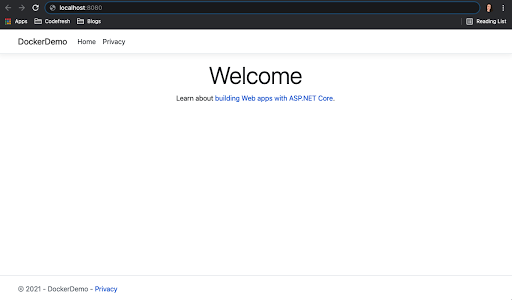 localhost:8080
Apps Codefresh Blogs Reading List
DockerDemo Home Privacy
Welcome
Learn about building Web apps with ASP.NET Core.
© 2021 - DockerDemo - Privacy